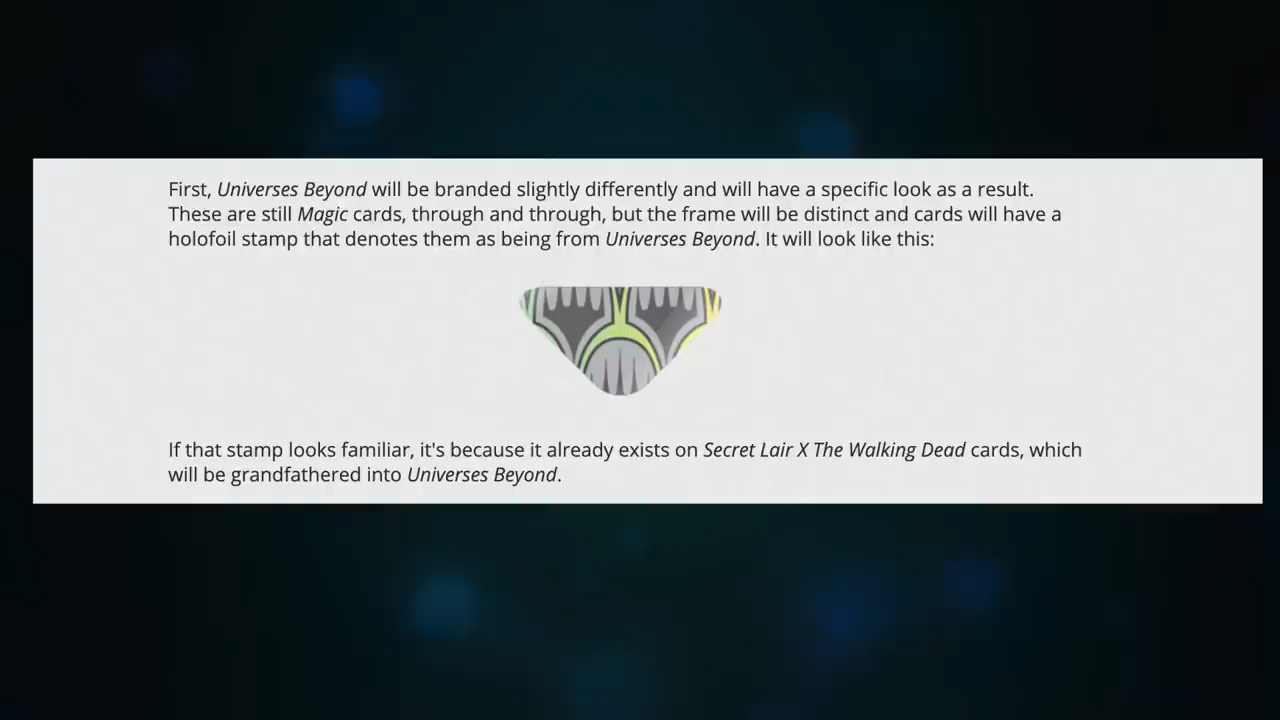 First, Universes Beyond will be branded slightly differently and will have a specific look as a result.
These are still Magic cards, through and through, but the frame will be distinct and cards will have a
holofoil stamp that denotes them as being from Universes Beyond. It will look like this:
If that stamp looks familiar, it's because it already exists on Secret Lair X The Walking Dead cards, which
will be grandfathered into Universes Beyond.